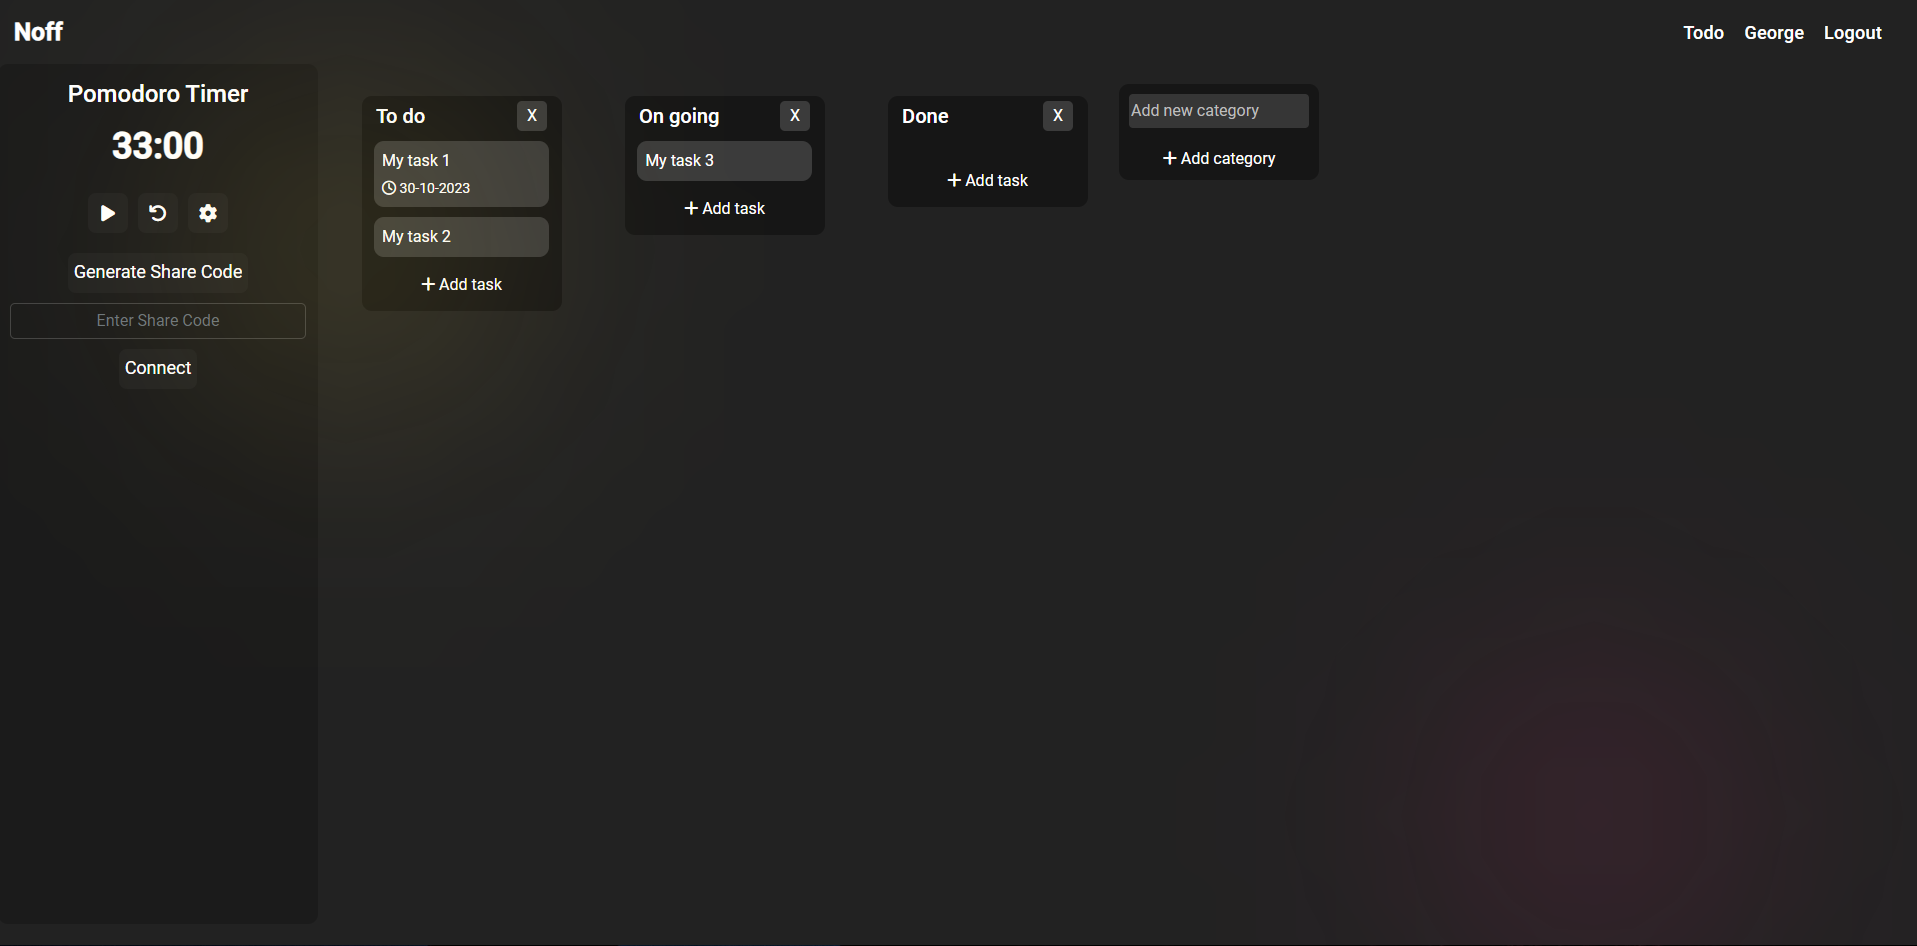 Noff
Todo George Logout
Pomodoro Timer
33:00
Generate Share Code
Enter Share Code
Connect
To do X
My task 1
30-10-2023
My task 2
+ Add task
On going X
My task 3
+ Add task
Done X
+ Add task
Add new category
+ Add category